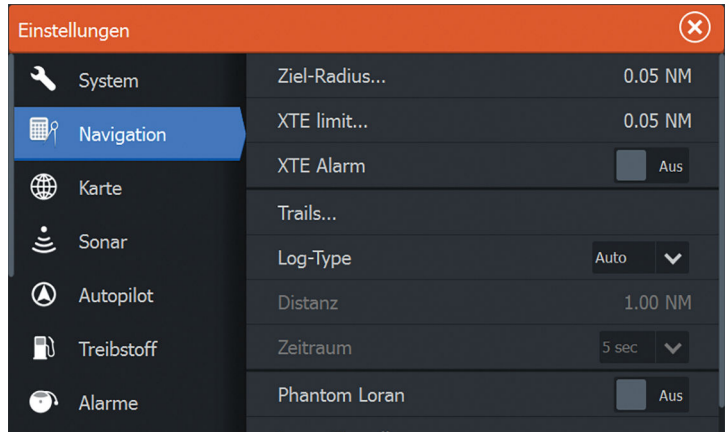 Einstellungen
System
Navigation
Karte
Sonar
Autopilot
Treibstoff
Alarme
Ziel-Radius... 0.05 NM
XTE limit... 0.05 NM
XTE Alarm Aus
Trails...
Log-Type Auto
Distanz 1.00 NM
Zeitraum 5 sec
Phantom Loran Aus